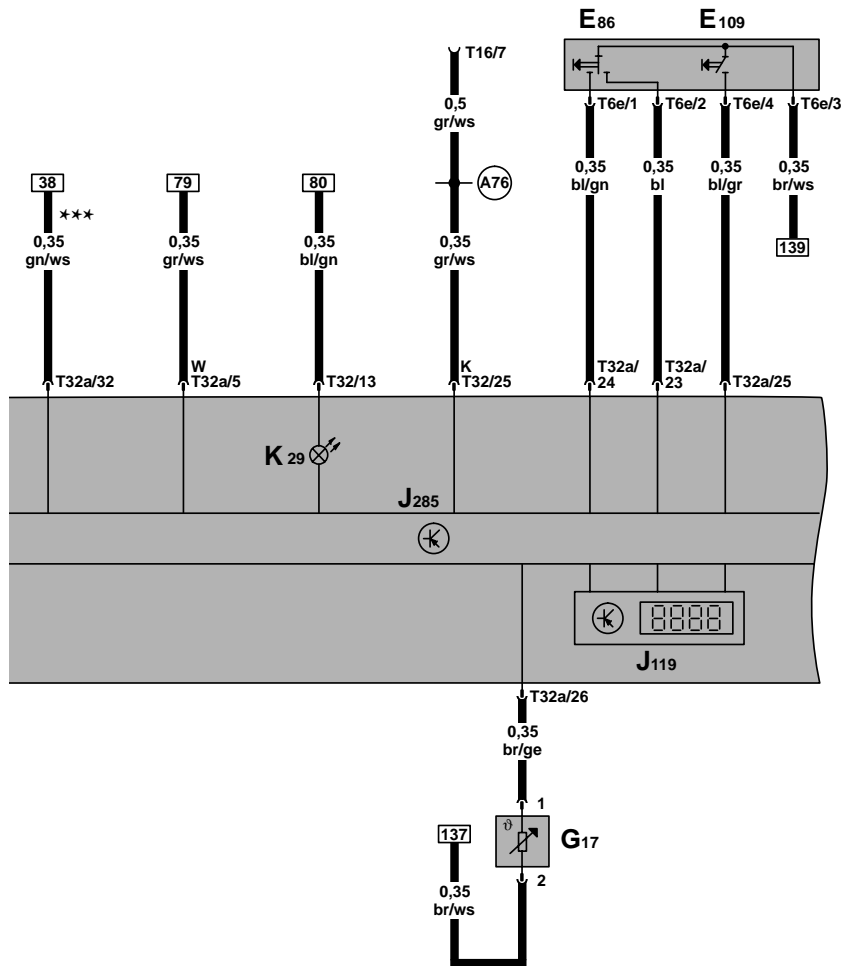 E86 E109
T16/7
T6e/1 T6e/2 T6e/4 T6e/3
0,5
gr/ws
0,35
bl/gn
0,35
bl
0,35
bl/gr
0,35
br/ws
38 79 80 A76
★★★
0,35
gn/ws
0,35
gr/ws
0,35
bl/gn
0,35
gr/ws
139
T32a/32
W
T32a/5
T32/13
K
T32/25
T32a/
24
T32a/
23
T32a/25
K29
J285
8888
J119
T32a/26
0,35
br/ge
1
137
ϑ
G17
2
0,35
br/ws